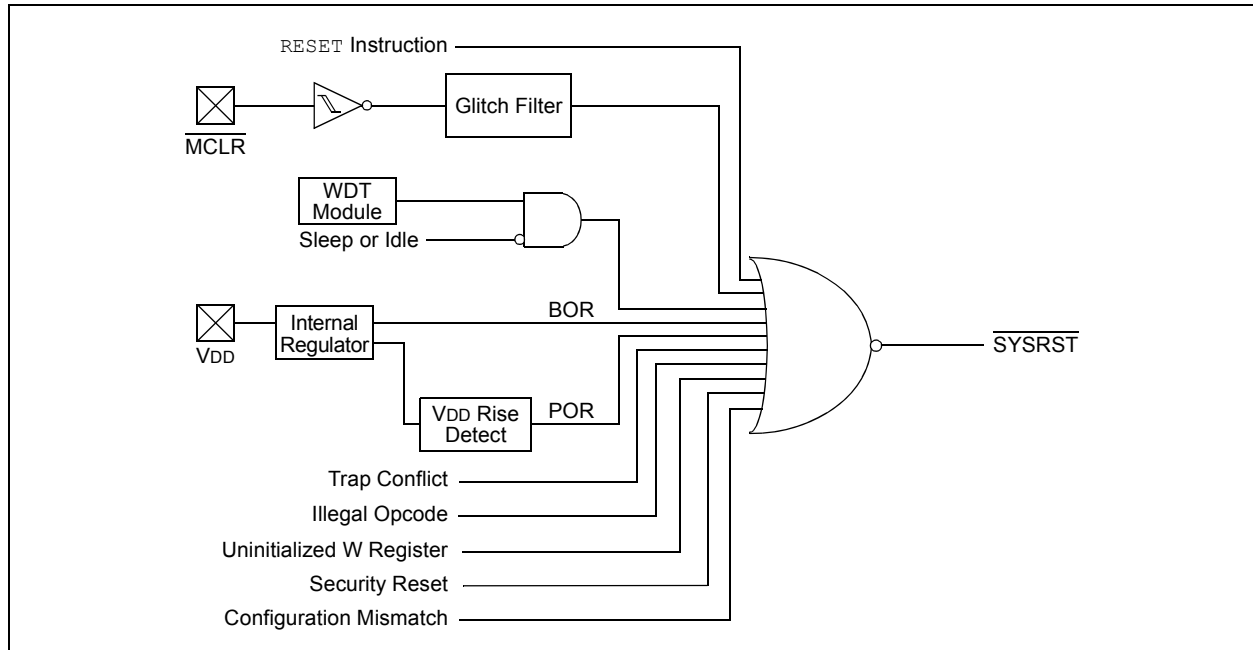 RESET Instruction
Glitch Filter
MCLR
WDT
Module
Sleep or Idle
BOR
Internal
Regulator
VDD
SYSRST
VDD Rise
Detect
POR
Trap Conflict
Illegal Opcode
Uninitialized W Register
Security Reset
Configuration Mismatch